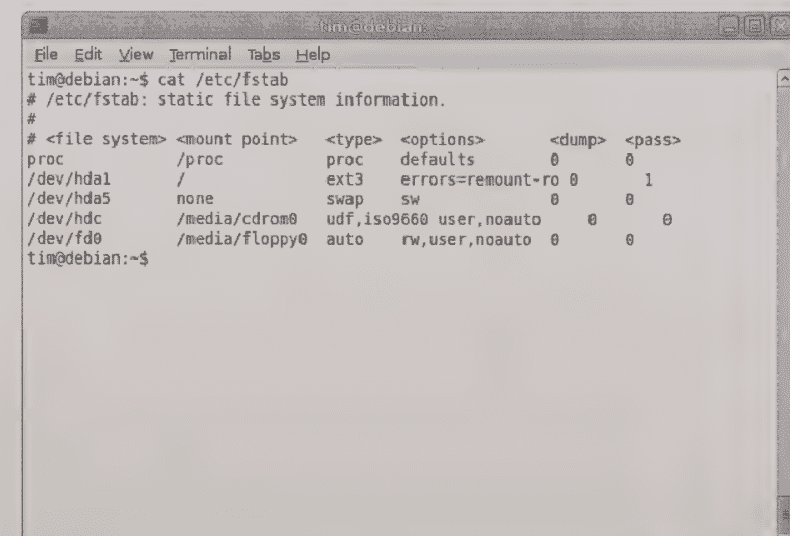 tim@debian: ~
File Edit View Terminal Tabs Help
tim@debian:~$ cat /etc/fstab
# /etc/fstab: static file system information.
#
# <file system> <mount point>   <type>  <options>       <dump>  <pass>
proc            /proc           proc    defaults        0       0
/dev/hda1       /               ext3    errors=remount-ro 0       1
/dev/hda5       none            swap    sw              0       0
/dev/hdc        /media/cdrom0   udf,iso9660 user,noauto     0       0
/dev/fd0        /media/floppy0  auto    rw,user,noauto  0       0
tim@debian:~$